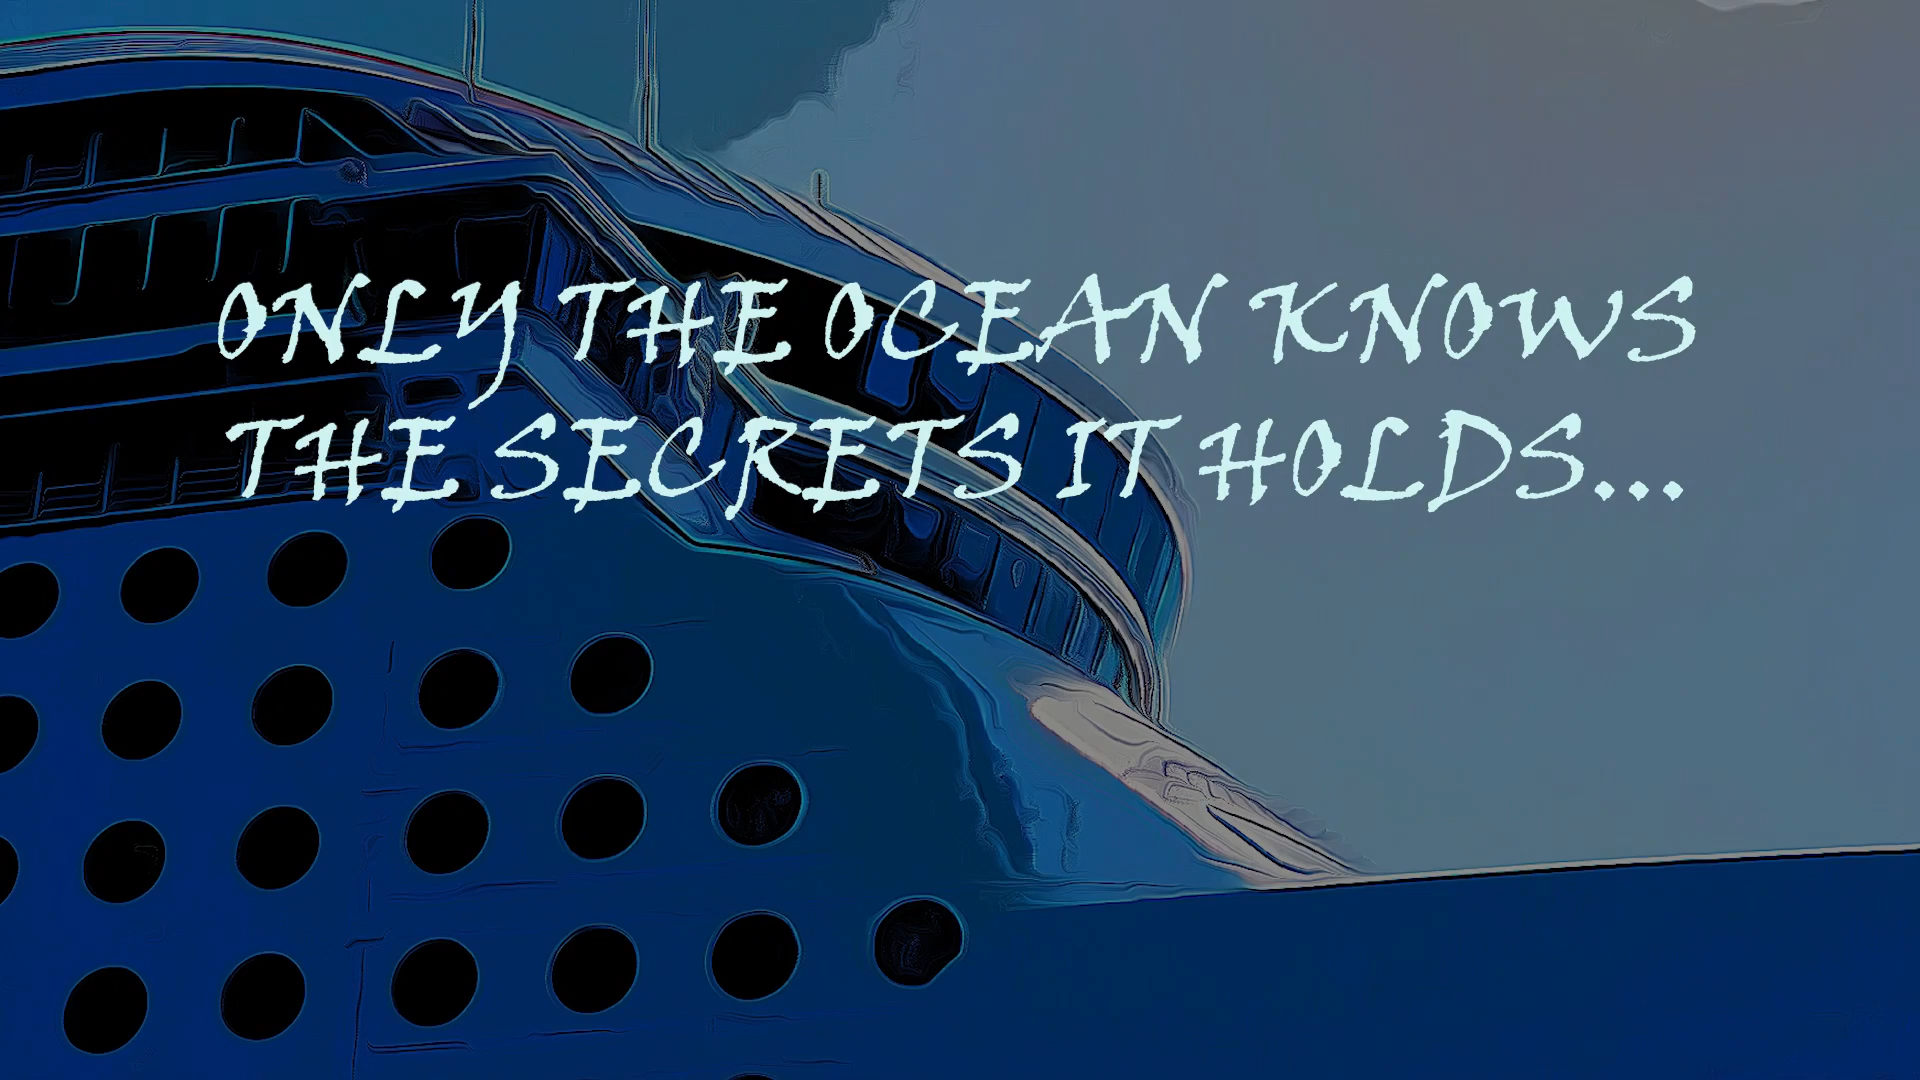 ONLY THE OCEAN KNOWS
THE SECRETS IT HOLDS...